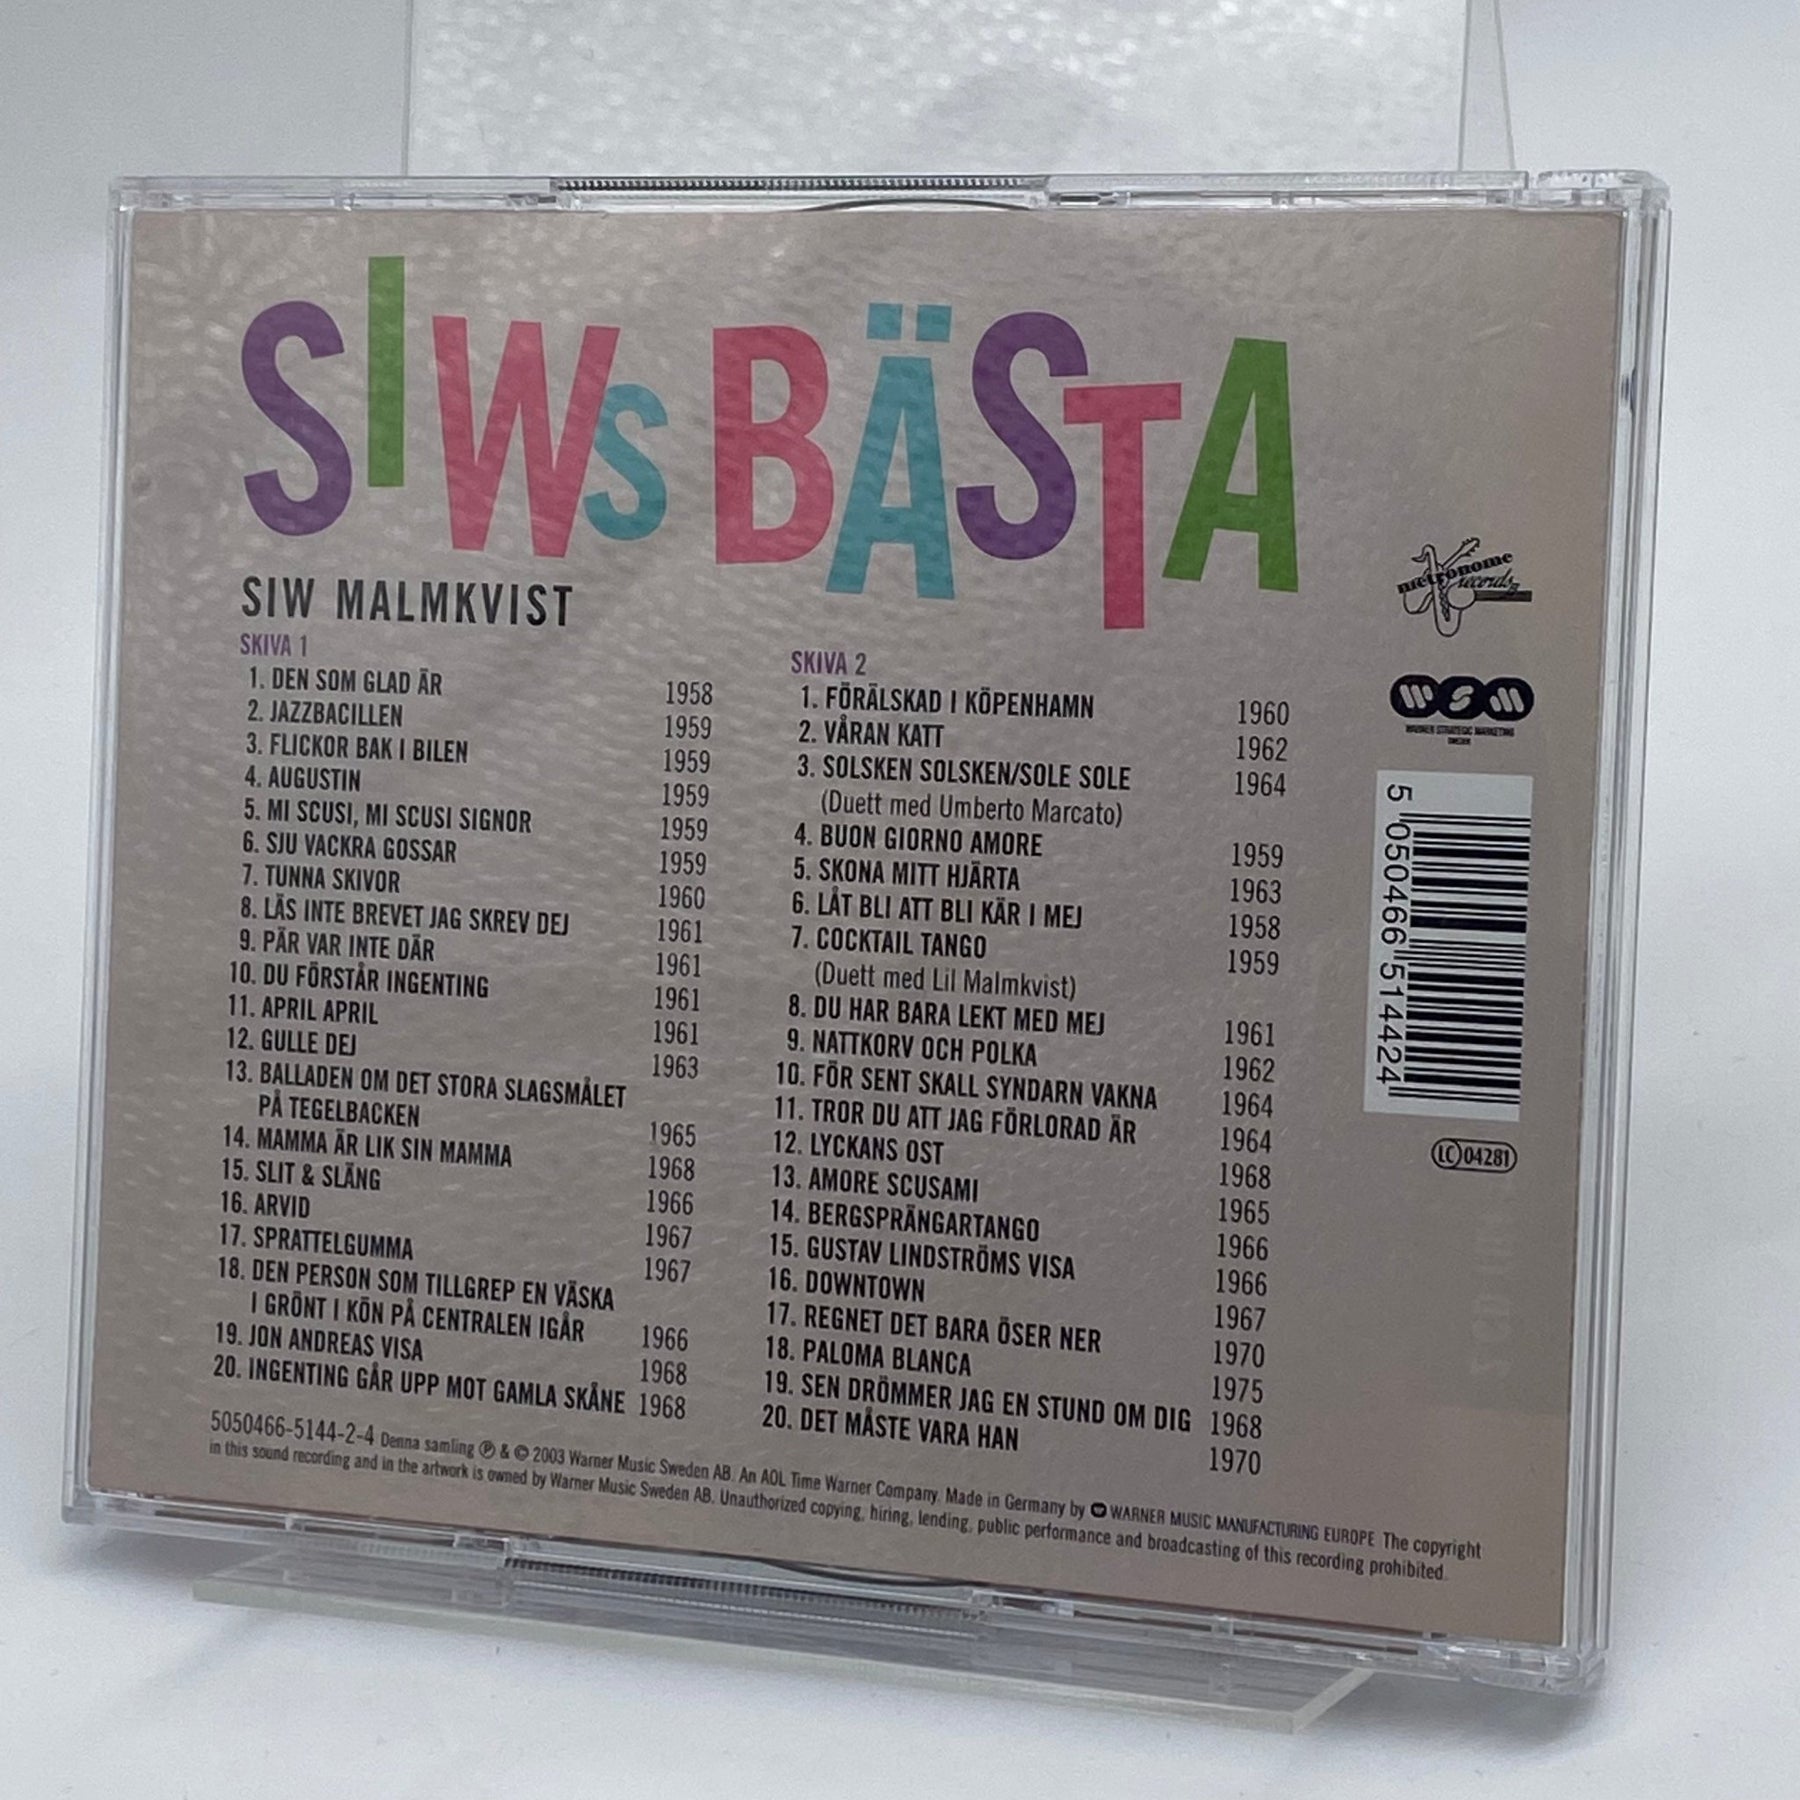 SIWs BÄSTA
SIW MALMKVIST
SKIVA 1
1. DEN SOM GLAD ÄR 1958
2. JAZZBACILLEN 1959
3. FLICKOR BAK I BILEN 1959
4. AUGUSTIN 1959
5. MI SCUSI, MI SCUSI SIGNOR 1959
6. SJU VACKRA GOSSAR 1959
7. TUNNA SKIVOR 1960
8. LÄS INTE BREVET JAG SKREV DEJ 1961
9. PÄR VAR INTE DÄR 1961
10. DU FÖRSTÅR INGENTING 1961
11. APRIL APRIL 1961
12. GULLE DEJ 1963
13. BALLADEN OM DET STORA SLAGSMÅLET
PÅ TEGELBACKEN 1965
14. MAMMA ÄR LIK SIN MAMMA 1968
15. SLIT & SLÄNG 1966
16. ARVID 1967
17. SPRATTELGUMMA 1967
18. DEN PERSON SOM TILLGREP EN VÄSKA
I GRÖNT I KÖN PÅ CENTRALEN IGÅR 1966
19. JON ANDREAS VISA 1968
20. INGENTING GÅR UPP MOT GAMLA SKÅNE 1968
SKIVA 2
1. FÖRÄLSKAD I KÖPENHAMN 1960
2. VÅRAN KATT 1962
3. SOLSKEN SOLSKEN/SOLE SOLE 1964
(Duett med Umberto Marcato)
4. BUON GIORNO AMORE 1959
5. SKONA MITT HJÄRTA 1963
6. LÅT BLI ATT BLI KÄR I MEJ 1958
7. COCKTAIL TANGO 1959
(Duett med Lil Malmkvist)
8. DU HAR BARA LEKT MED MEJ 1961
9. NATTKORV OCH POLKA 1962
10. FÖR SENT SKALL SYNDARN VAKNA 1964
11. TROR DU ATT JAG FÖRLORAD ÄR 1964
12. LYCKANS OST 1968
13. AMORE SCUSAMI 1965
14. BERGSPRÄNGARTANGO 1966
15. GUSTAV LINDSTRÖMS VISA 1966
16. DOWNTOWN 1967
17. REGNET DET BARA ÖSER NER 1970
18. PALOMA BLANCA 1975
19. SEN DRÖMMER JAG EN STUND OM DIG 1968
20. DET MÅSTE VARA HAN 1970
metronome
records
WSM
WARNER STRATEGIC MARKETING
SWEDEN
5 050466 514424
LC 04281
5050466-5144-2-4 Denna samling ℗ & © 2003 Warner Music Sweden AB. An AOL Time Warner Company. Made in Germany by WARNER MUSIC MANUFACTURING EUROPE The copyright
in this sound recording and in the artwork is owned by Warner Music Sweden AB. Unauthorized copying, hiring, lending, public performance and broadcasting of this recording prohibited.